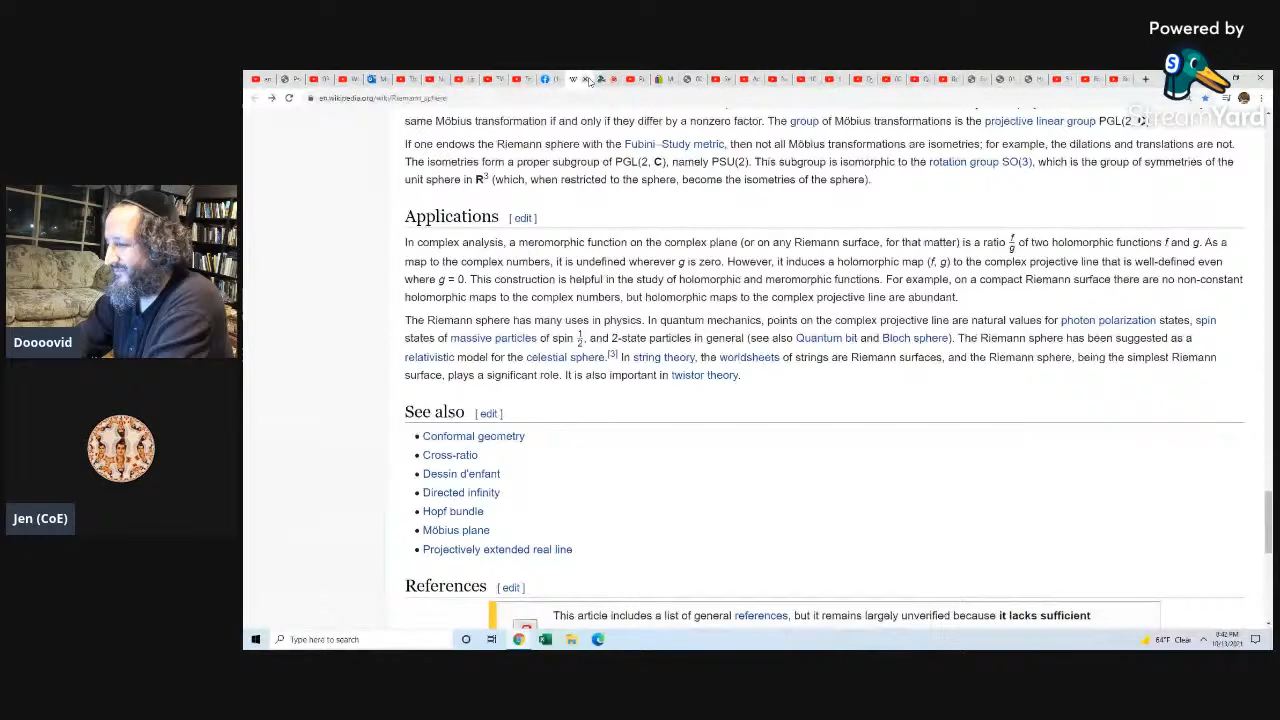 Powered by
StreamYard
en.wikipedia.org/wiki/Riemann_sphere
same Möbius transformation if and only if they differ by a nonzero factor. The group of Möbius transformations is the projective linear group PGL(2, C).
If one endows the Riemann sphere with the Fubini–Study metric, then not all Möbius transformations are isometries; for example, the dilations and translations are not.
The isometries form a proper subgroup of PGL(2, C), namely PSU(2). This subgroup is isomorphic to the rotation group SO(3), which is the group of symmetries of the
unit sphere in R³ (which, when restricted to the sphere, become the isometries of the sphere).
Applications [ edit ]
In complex analysis, a meromorphic function on the complex plane (or on any Riemann surface, for that matter) is a ratio f/g of two holomorphic functions f and g. As a
map to the complex numbers, it is undefined wherever g is zero. However, it induces a holomorphic map (f, g) to the complex projective line that is well-defined even
where g = 0. This construction is helpful in the study of holomorphic and meromorphic functions. For example, on a compact Riemann surface there are no non-constant
holomorphic maps to the complex numbers, but holomorphic maps to the complex projective line are abundant.
The Riemann sphere has many uses in physics. In quantum mechanics, points on the complex projective line are natural values for photon polarization states, spin
states of massive particles of spin 1/2, and 2-state particles in general (see also Quantum bit and Bloch sphere). The Riemann sphere has been suggested as a
relativistic model for the celestial sphere.[3] In string theory, the worldsheets of strings are Riemann surfaces, and the Riemann sphere, being the simplest Riemann
surface, plays a significant role. It is also important in twistor theory.
See also [ edit ]
• Conformal geometry
• Cross-ratio
• Dessin d'enfant
• Directed infinity
• Hopf bundle
• Möbius plane
• Projectively extended real line
References [ edit ]
This article includes a list of general references, but it remains largely unverified because it lacks sufficient
Doooovid
Jen (CoE)
Type here to search
64°F Clear
8:42 PM
10/13/2021